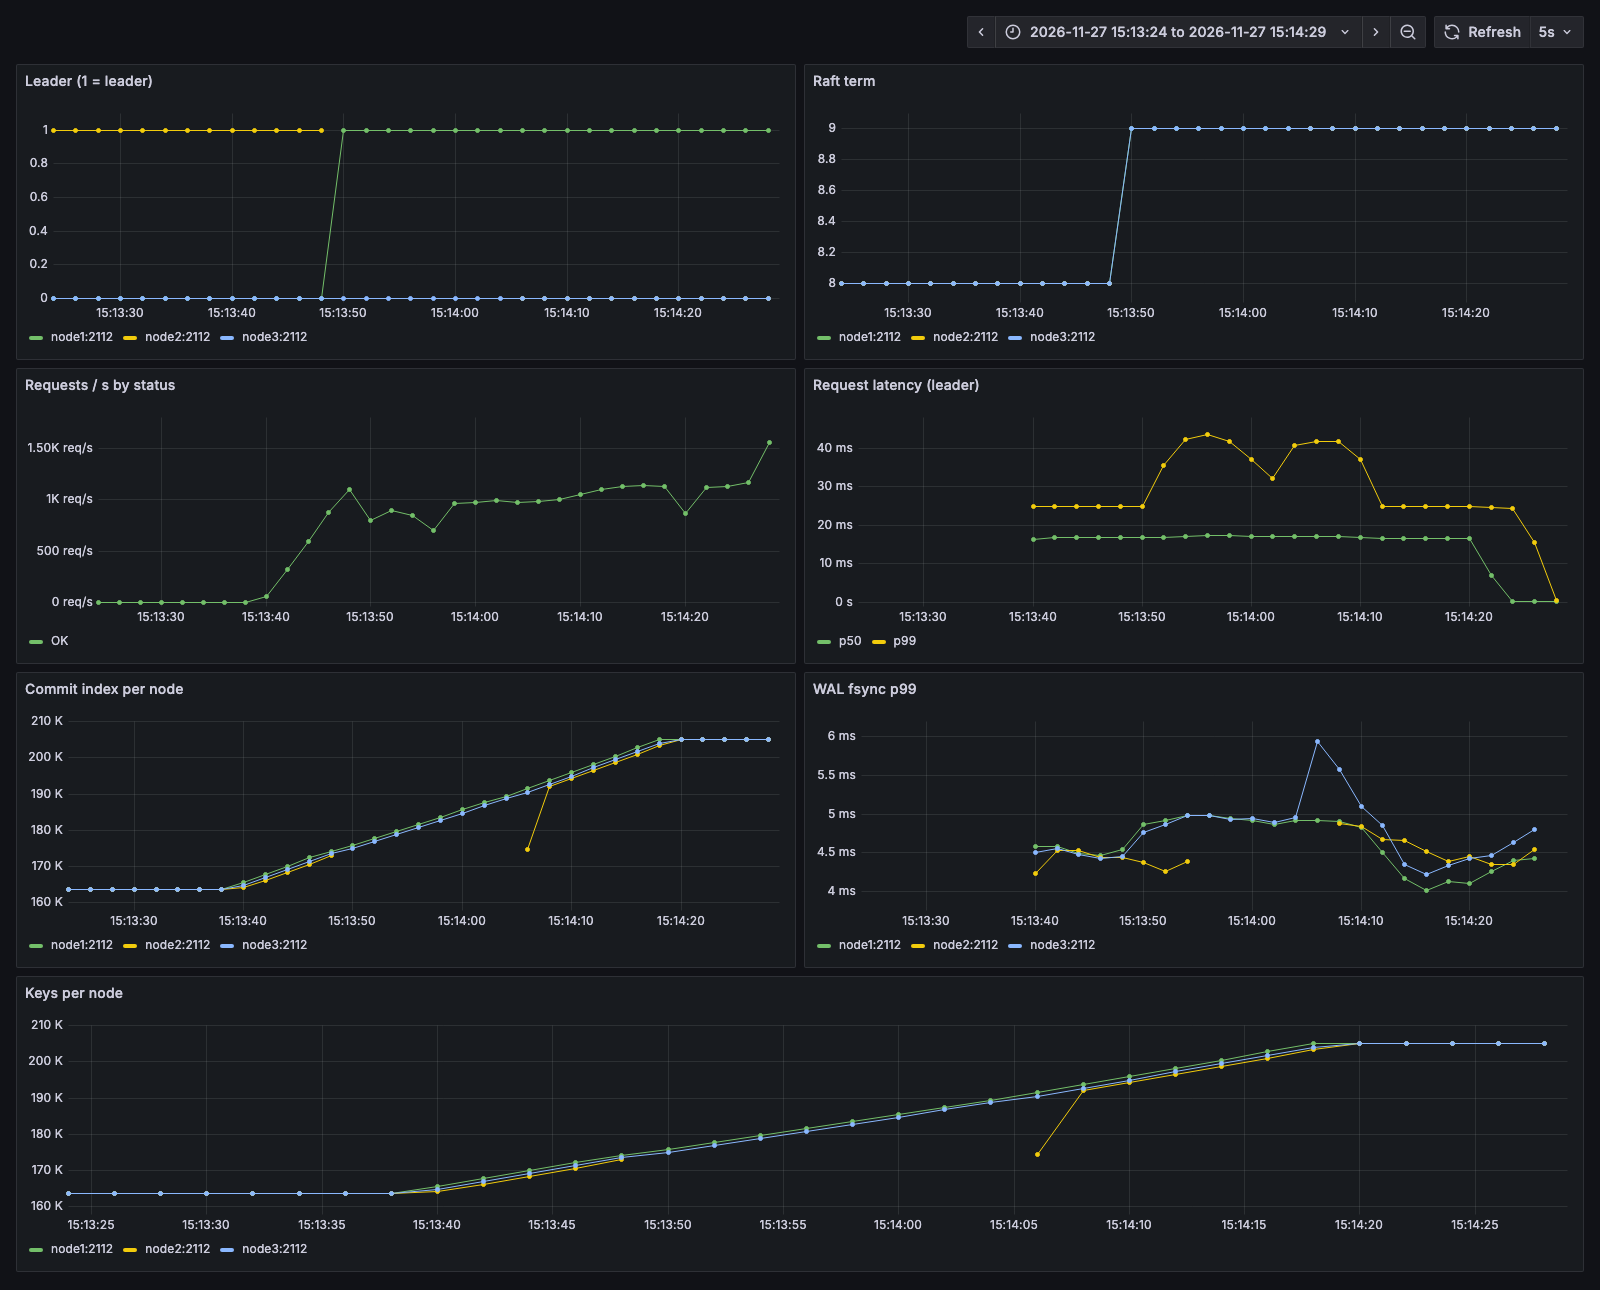 2026-11-27 15:13:24 to 2026-11-27 15:14:29
Refresh
5s
Leader (1 = leader)
1
0.8
0.6
0.4
0.2
0
15:13:30 15:13:40 15:13:50 15:14:00 15:14:10 15:14:20
node1:2112 node2:2112 node3:2112
Raft term
9
8.8
8.6
8.4
8.2
8
15:13:30 15:13:40 15:13:50 15:14:00 15:14:10 15:14:20
node1:2112 node2:2112 node3:2112
Requests / s by status
1.50K req/s
1K req/s
500 req/s
0 req/s
15:13:30 15:13:40 15:13:50 15:14:00 15:14:10 15:14:20
OK
Request latency (leader)
40 ms
30 ms
20 ms
10 ms
0 s
15:13:30 15:13:40 15:13:50 15:14:00 15:14:10 15:14:20
p50 p99
Commit index per node
210 K
200 K
190 K
180 K
170 K
160 K
15:13:30 15:13:40 15:13:50 15:14:00 15:14:10 15:14:20
node1:2112 node2:2112 node3:2112
WAL fsync p99
6 ms
5.5 ms
5 ms
4.5 ms
4 ms
15:13:30 15:13:40 15:13:50 15:14:00 15:14:10 15:14:20
node1:2112 node2:2112 node3:2112
Keys per node
210 K
200 K
190 K
180 K
170 K
160 K
15:13:25 15:13:30 15:13:35 15:13:40 15:13:45 15:13:50 15:13:55 15:14:00 15:14:05 15:14:10 15:14:15 15:14:20 15:14:25
node1:2112 node2:2112 node3:2112